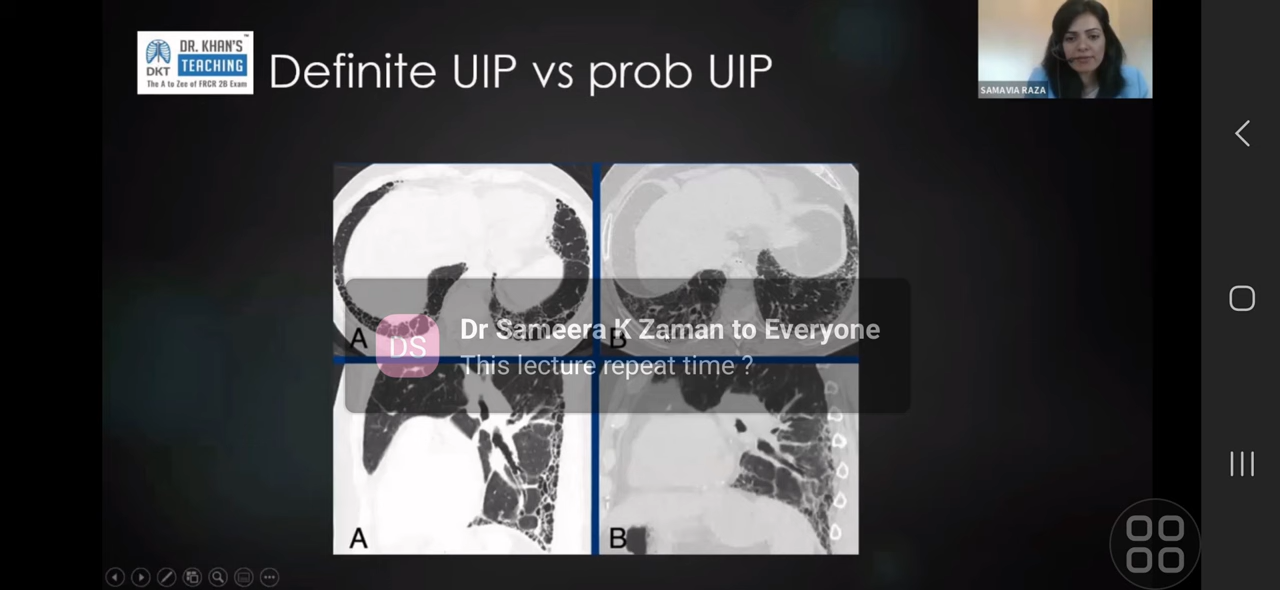 DR. KHAN'S
TEACHING
DKT
The A to Zee of FRCR 2B Exam
™
Definite UIP vs prob UIP
SAMAVIA RAZA
A
B
DS
Dr Sameera K Zaman to Everyone
This lecture repeat time ?
A
B